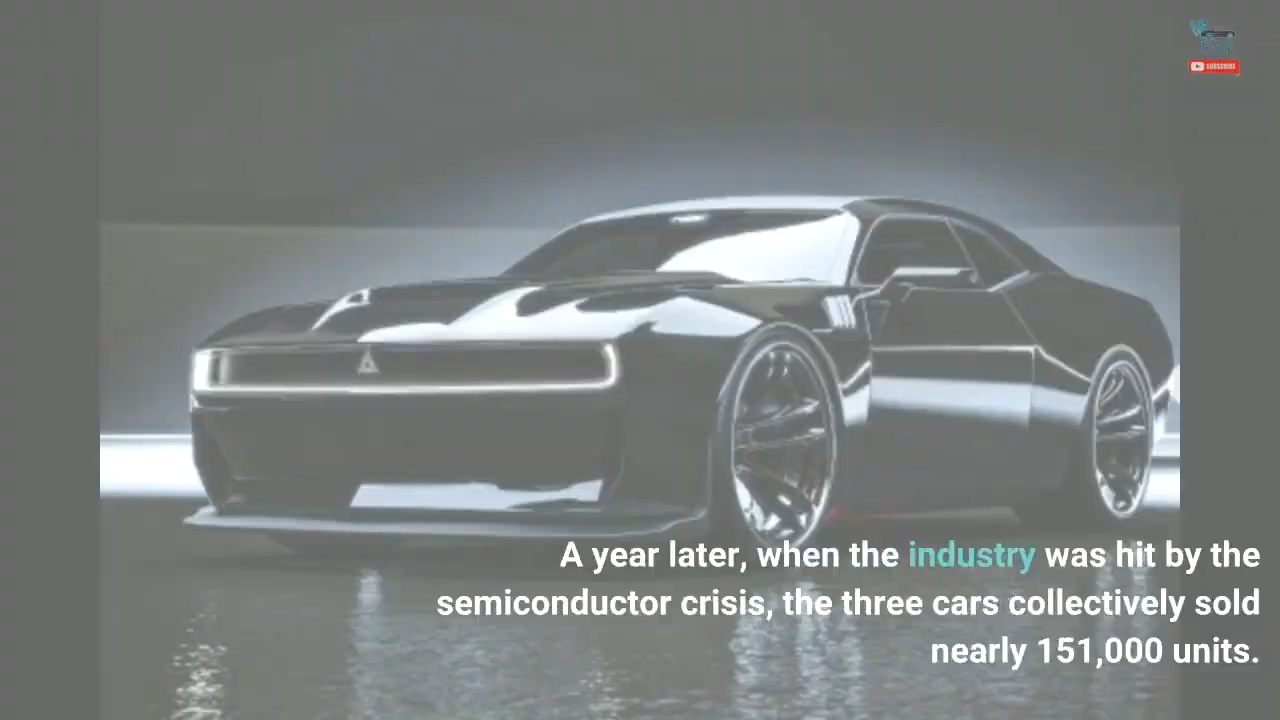 SUBSCRIBE
A year later, when the industry was hit by the
semiconductor crisis, the three cars collectively sold
nearly 151,000 units.